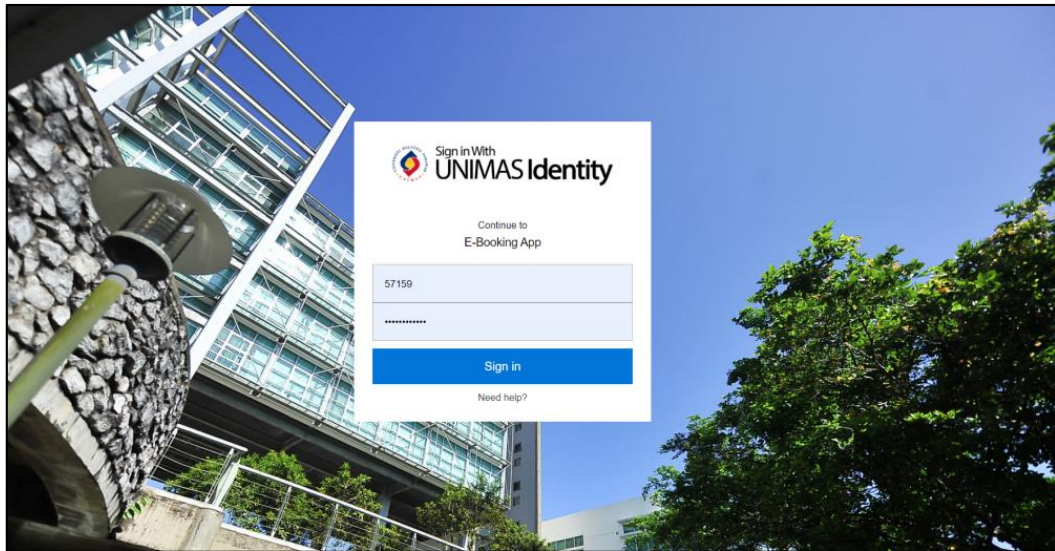 Sign in With
UNIMAS Identity
Continue to
E-Booking App
57159
••••••••••••
Sign in
Need help?